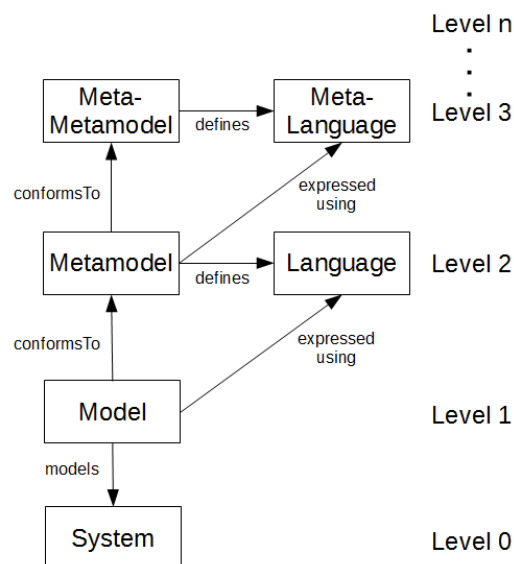 Level n
.
.
.
Meta-
Metamodel
defines
Meta-
Language
Level 3
conformsTo
expressed
using
Metamodel
defines
Language
Level 2
conformsTo
expressed
using
Model
Level 1
models
System
Level 0